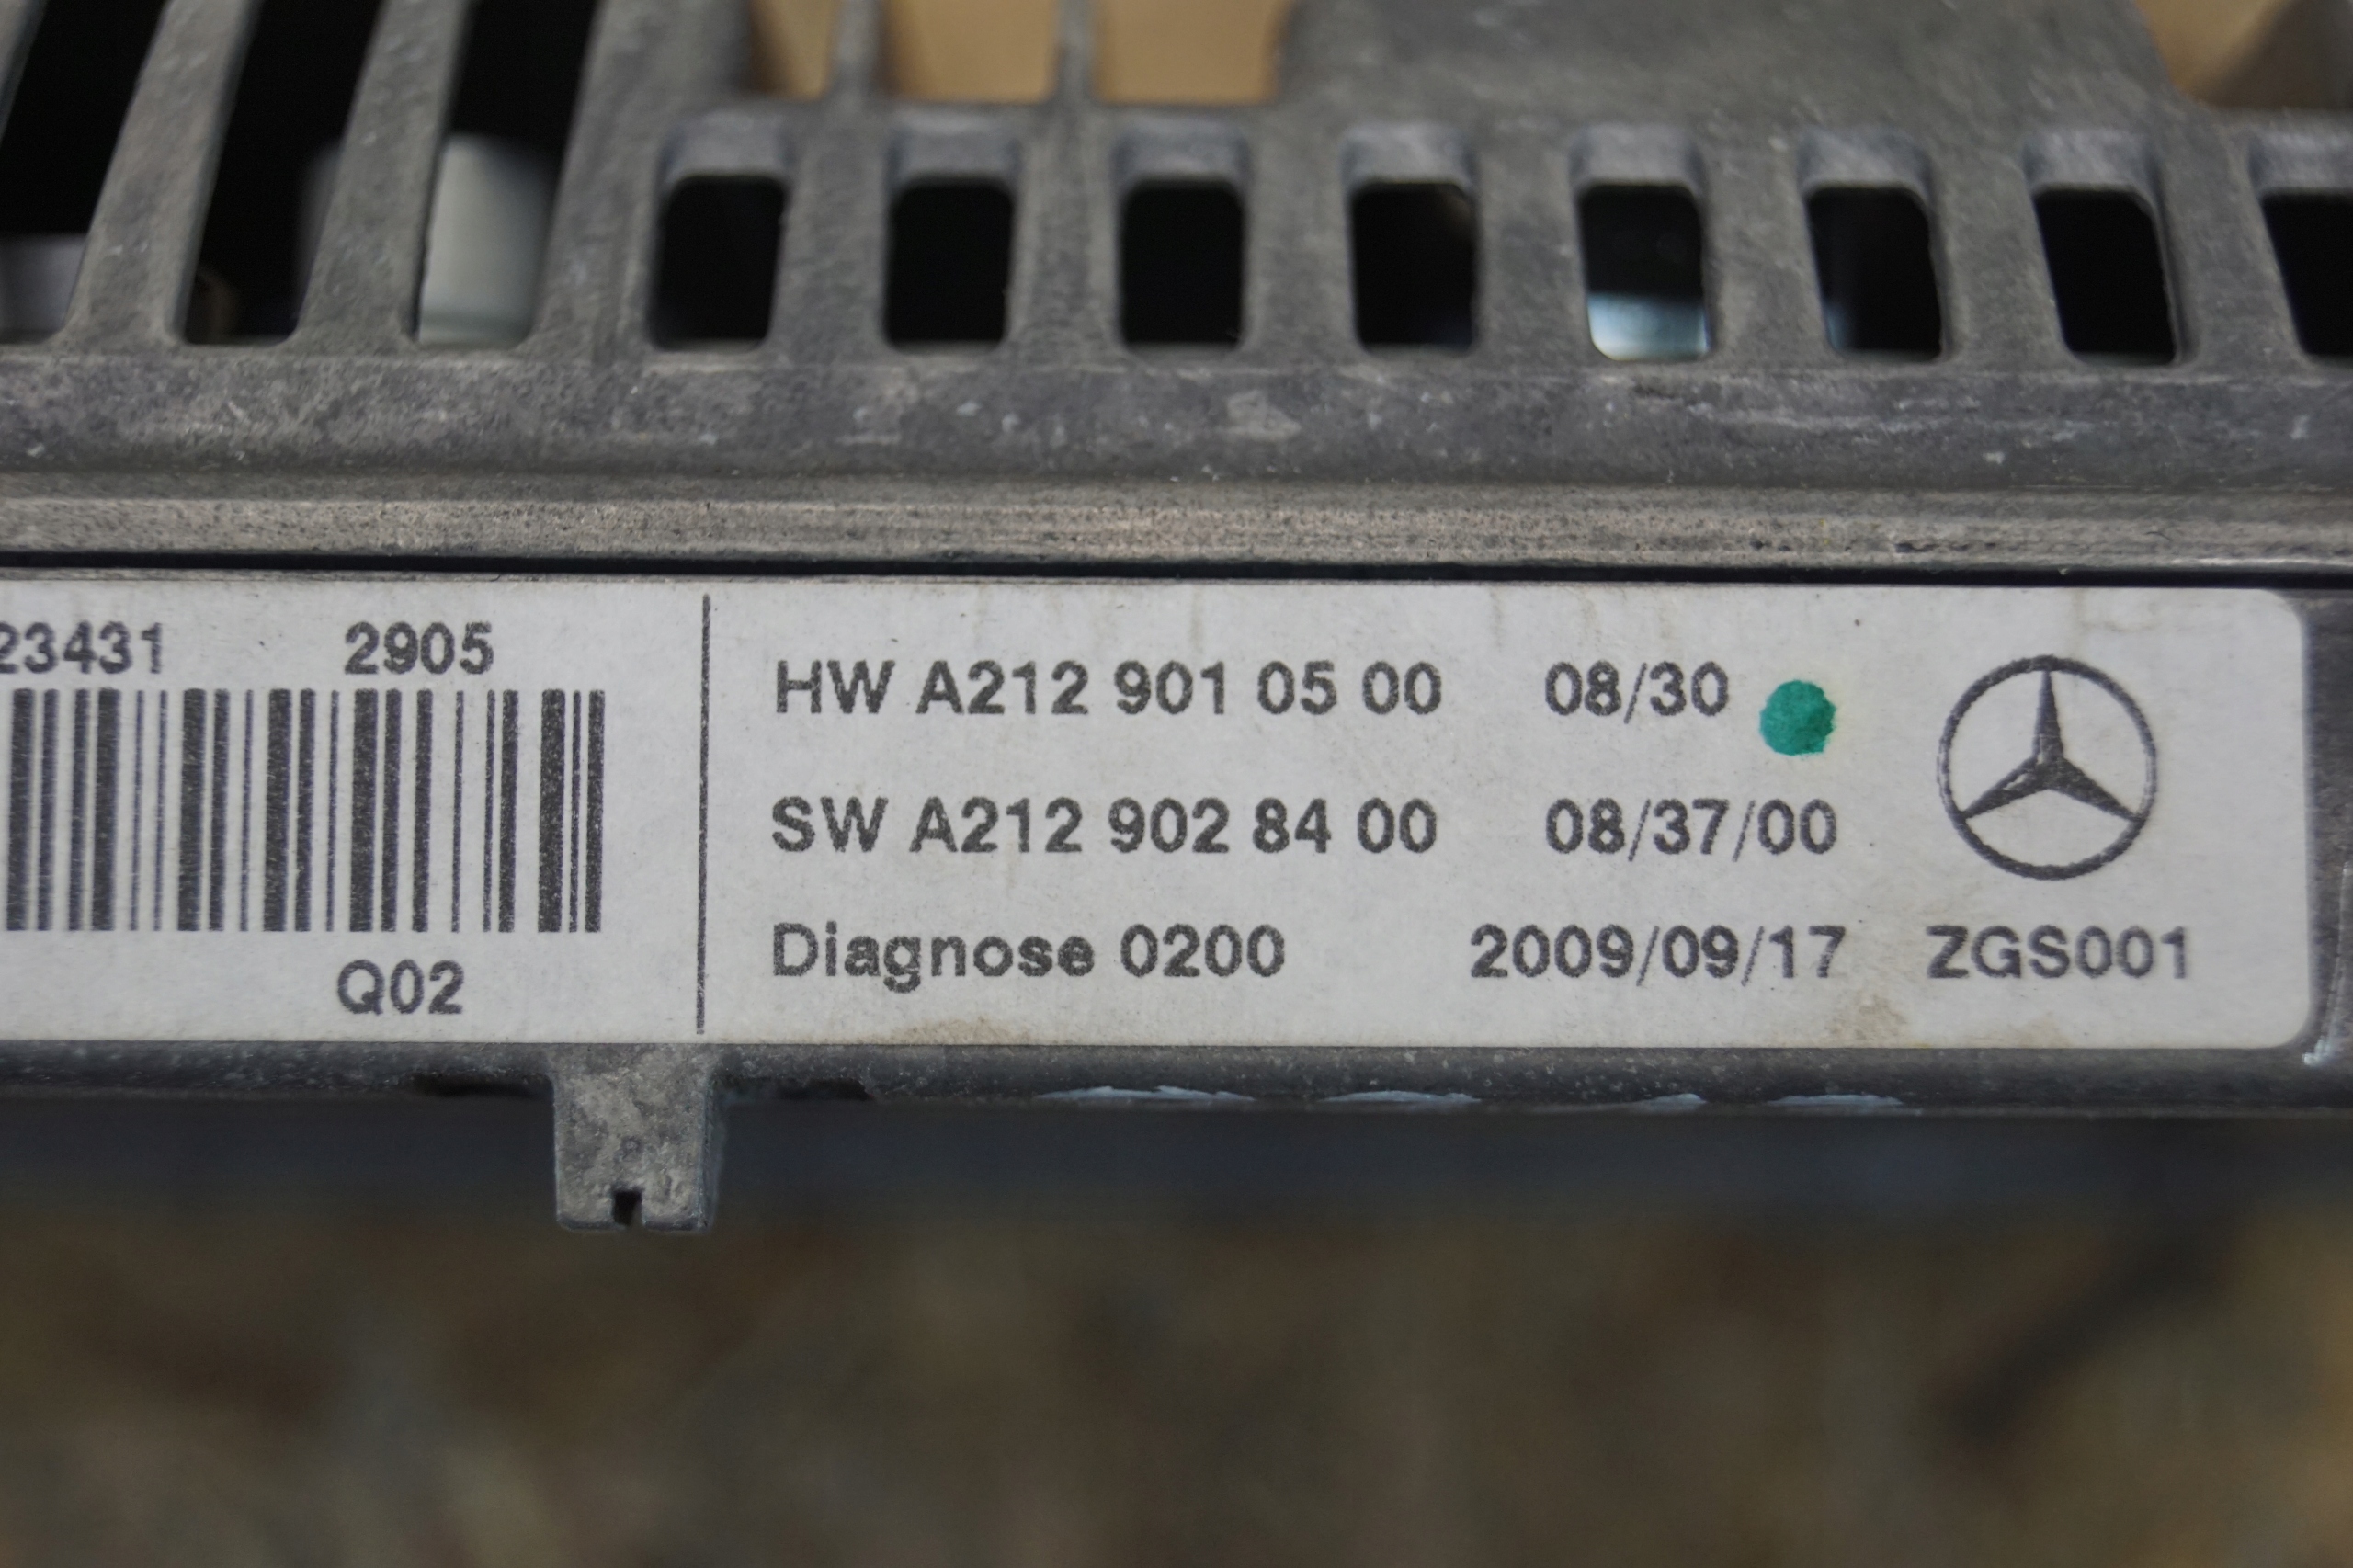 23431 2905
Q02
HW A212 901 05 00 08/30
SW A212 902 84 00 08/37/00
Diagnose 0200 2009/09/17 ZGS001